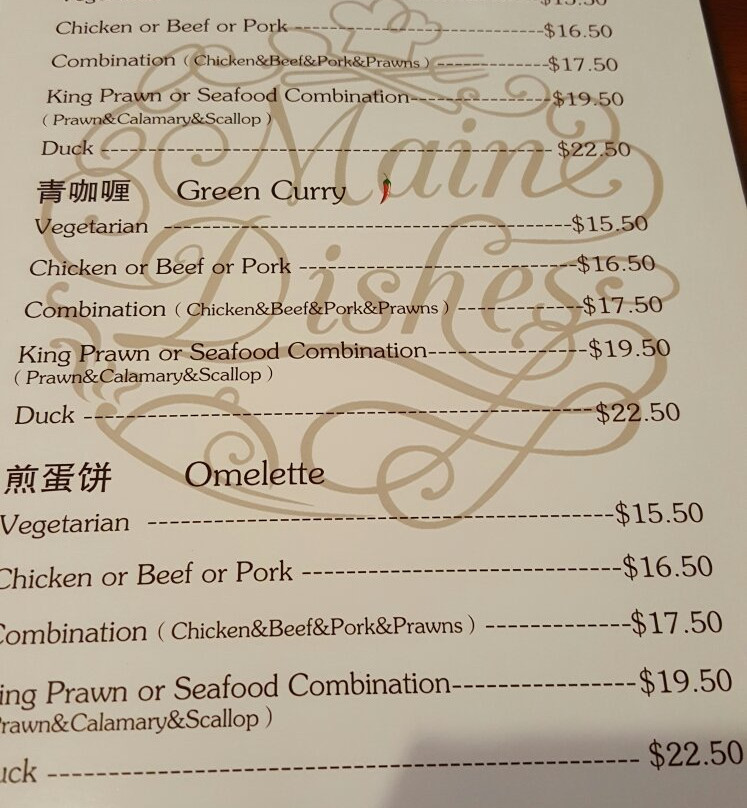 Chicken or Beef or Pork ---------------------------$16.50
Combination ( Chicken&Beef&Pork&Prawns ) ------------$17.50
King Prawn or Seafood Combination---------------$19.50
( Prawn&Calamary&Scallop )
Duck ------------------------------------------------ $22.50
Maine
Dishes
青咖喱 Green Curry
Vegetarian -------------------------------------------$15.50
Chicken or Beef or Pork -----------------------------$16.50
Combination ( Chicken&Beef&Pork&Prawns ) ------------$17.50
King Prawn or Seafood Combination---------------$19.50
( Prawn&Calamary&Scallop )
Duck ------------------------------------------------$22.50
煎蛋饼 Omelette
Vegetarian -------------------------------------------$15.50
Chicken or Beef or Pork -----------------------------$16.50
Combination ( Chicken&Beef&Pork&Prawns ) ------------$17.50
ing Prawn or Seafood Combination---------------$19.50
Prawn&Calamary&Scallop )
uck ------------------------------------------------ $22.50